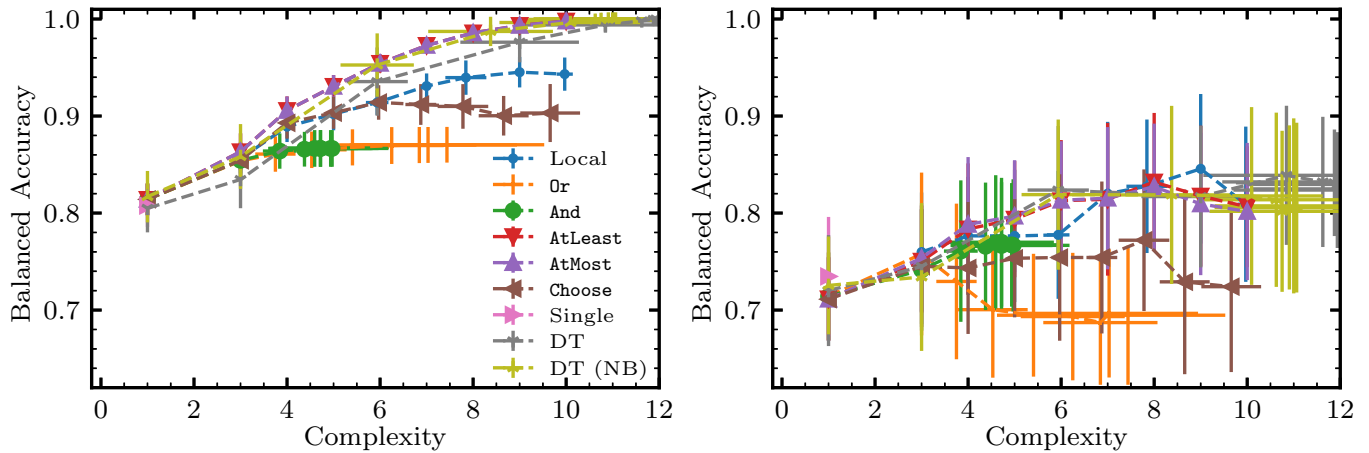 1.0
0.9
0.8
0.7
Balanced Accuracy
0 2 4 6 8 10 12
Complexity
Local
Or
And
AtLeast
AtMost
Choose
Single
DT
DT (NB)
1.0
0.9
0.8
0.7
Balanced Accuracy
0 2 4 6 8 10 12
Complexity